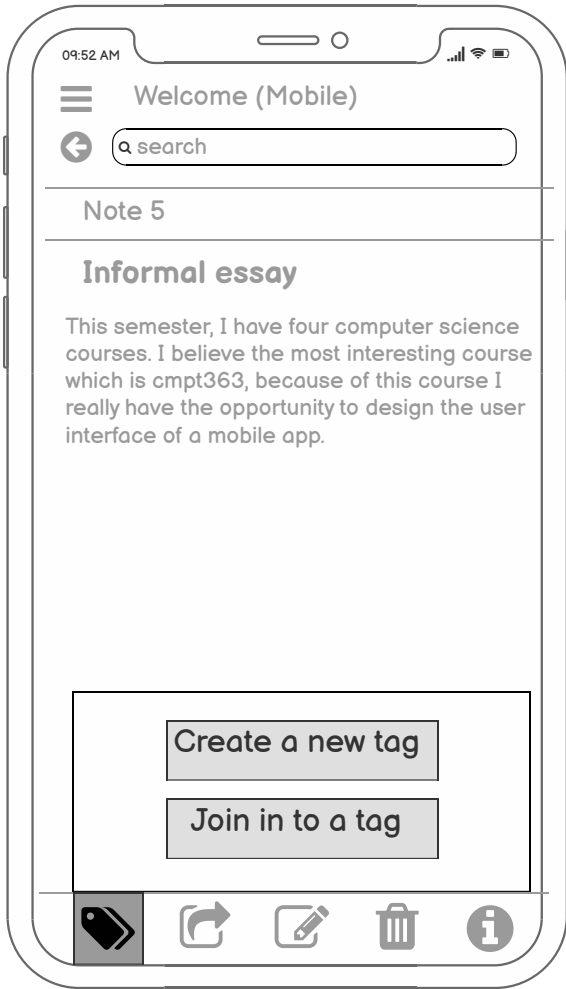 09:52 AM
Welcome (Mobile)
search
Note 5
Informal essay
This semester, I have four computer science
courses. I believe the most interesting course
which is cmpt363, because of this course I
really have the opportunity to design the user
interface of a mobile app.
Create a new tag
Join in to a tag